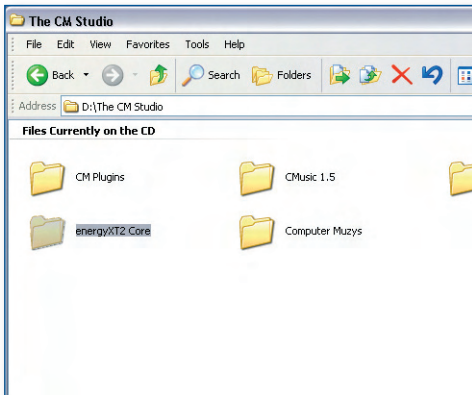 The CM Studio
File Edit View Favorites Tools Help
Back Search Folders
Address D:\The CM Studio
Files Currently on the CD
CM Plugins CMusic 1.5
energyXT2 Core Computer Muzys